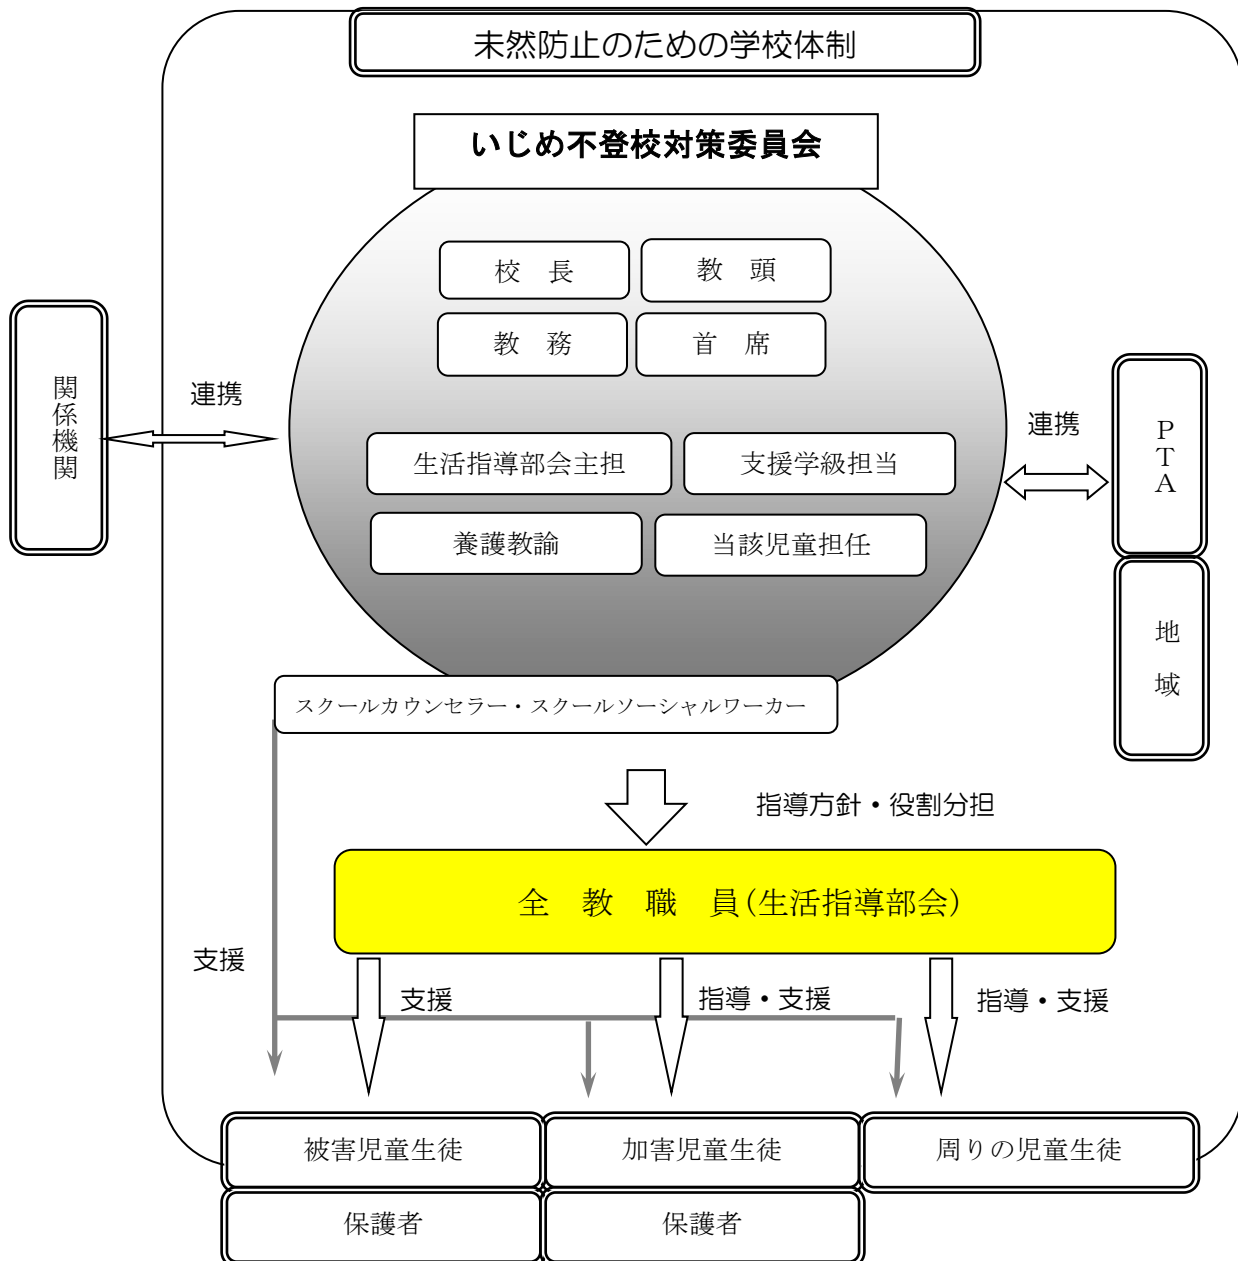 未然防止のための学校体制
いじめ不登校対策委員会
校　長
教　頭
教　務
首　席
関係機関
連携
連携
PTA
生活指導部会主担
支援学級担当
養護教諭
当該児童担任
地域
スクールカウンセラー・スクールソーシャルワーカー
指導方針・役割分担
全　教　職　員(生活指導部会)
支援
支援
指導・支援
指導・支援
被害児童生徒
加害児童生徒
周りの児童生徒
保護者
保護者